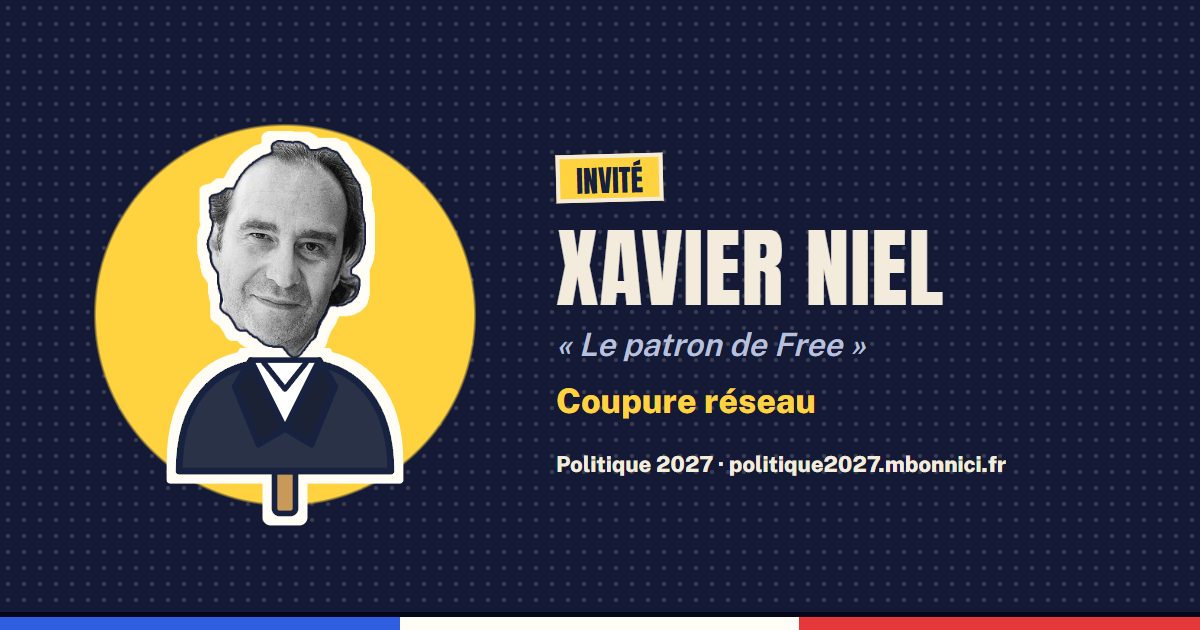 INVITÉ
XAVIER NIEL
« Le patron de Free »
Coupure réseau
Politique 2027 · politique2027.mbonnici.fr